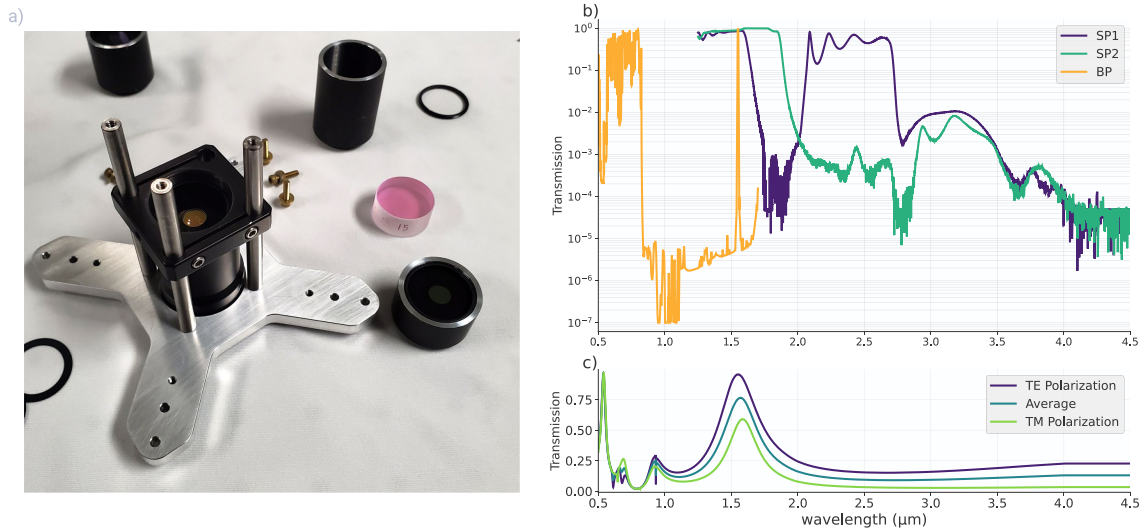 a)
15
b)
Transmission
10⁰
10⁻¹
10⁻²
10⁻³
10⁻⁴
10⁻⁵
10⁻⁶
10⁻⁷
SP1
SP2
BP
0.5 1.0 1.5 2.0 2.5 3.0 3.5 4.0 4.5
c)
Transmission
0.75
0.50
0.25
0.00
TE Polarization
Average
TM Polarization
0.5 1.0 1.5 2.0 2.5 3.0 3.5 4.0 4.5
wavelength (μm)